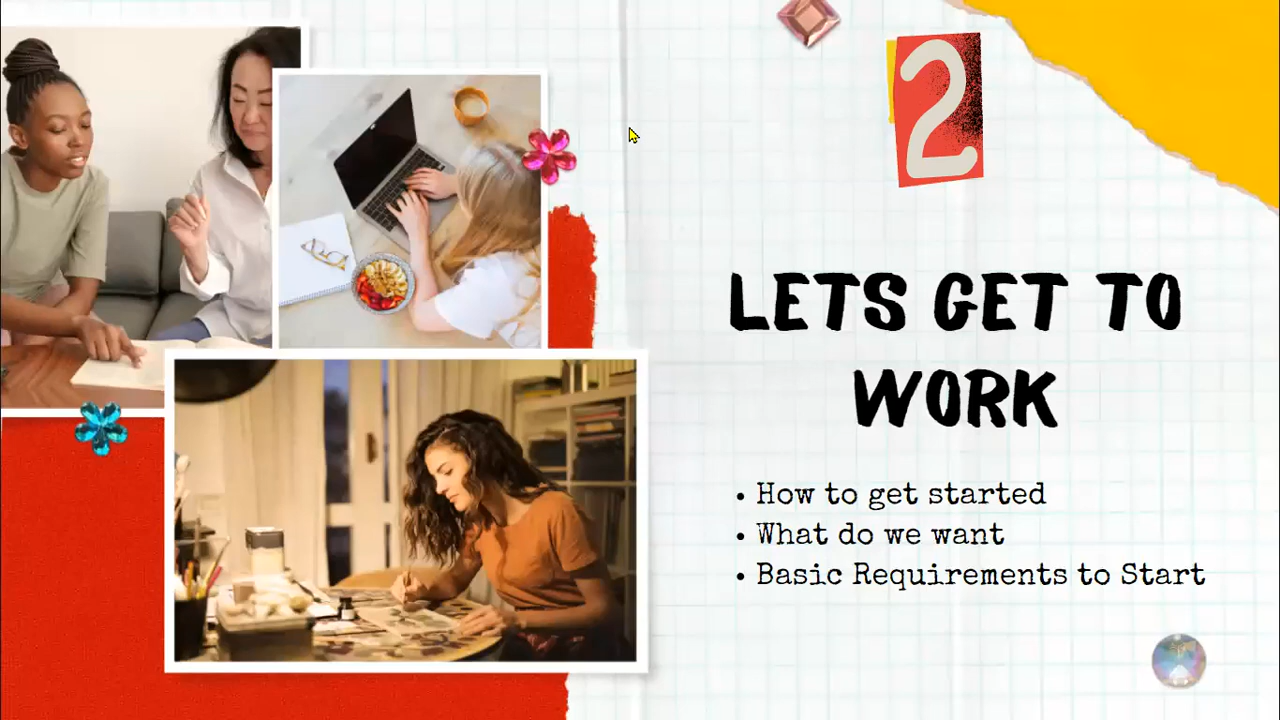 2
LETS GET TO
WORK
• How to get started
• What do we want
• Basic Requirements to Start